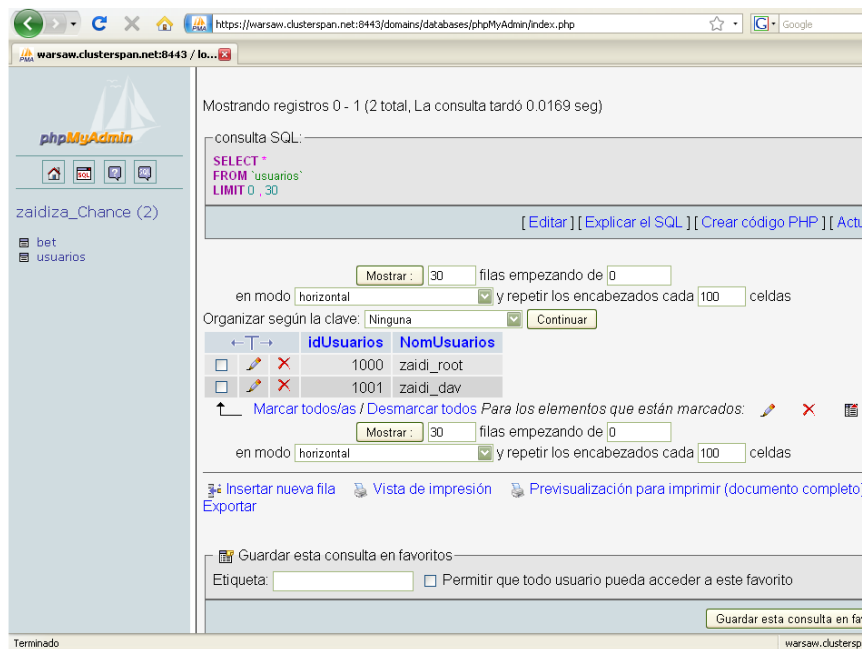 https://warsaw.clusterspan.net:8443/domains/databases/phpMyAdmin/index.php
G Google
PMA warsaw.clusterspan.net:8443 / lo...
phpMyAdmin
SQL
zaidiza_Chance (2)
bet
usuarios
Mostrando registros 0 - 1 (2 total, La consulta tardó 0.0169 seg)
consulta SQL:
SELECT *
FROM `usuarios`
LIMIT 0 , 30
[ Editar ] [ Explicar el SQL ] [ Crear código PHP ] [ Actu
Mostrar : 30 filas empezando de 0
en modo horizontal y repetir los encabezados cada 100 celdas
Organizar según la clave: Ninguna Continuar
←T→ idUsuarios NomUsuarios
1000 zaidi_root
1001 zaidi_dav
Marcar todos/as / Desmarcar todos Para los elementos que están marcados:
Mostrar : 30 filas empezando de 0
en modo horizontal y repetir los encabezados cada 100 celdas
Insertar nueva fila Vista de impresión Previsualización para imprimir (documento completo)
Exportar
Guardar esta consulta en favoritos
Etiqueta: Permitir que todo usuario pueda acceder a este favorito
Guardar esta consulta en fa
Terminado warsaw.clustersp